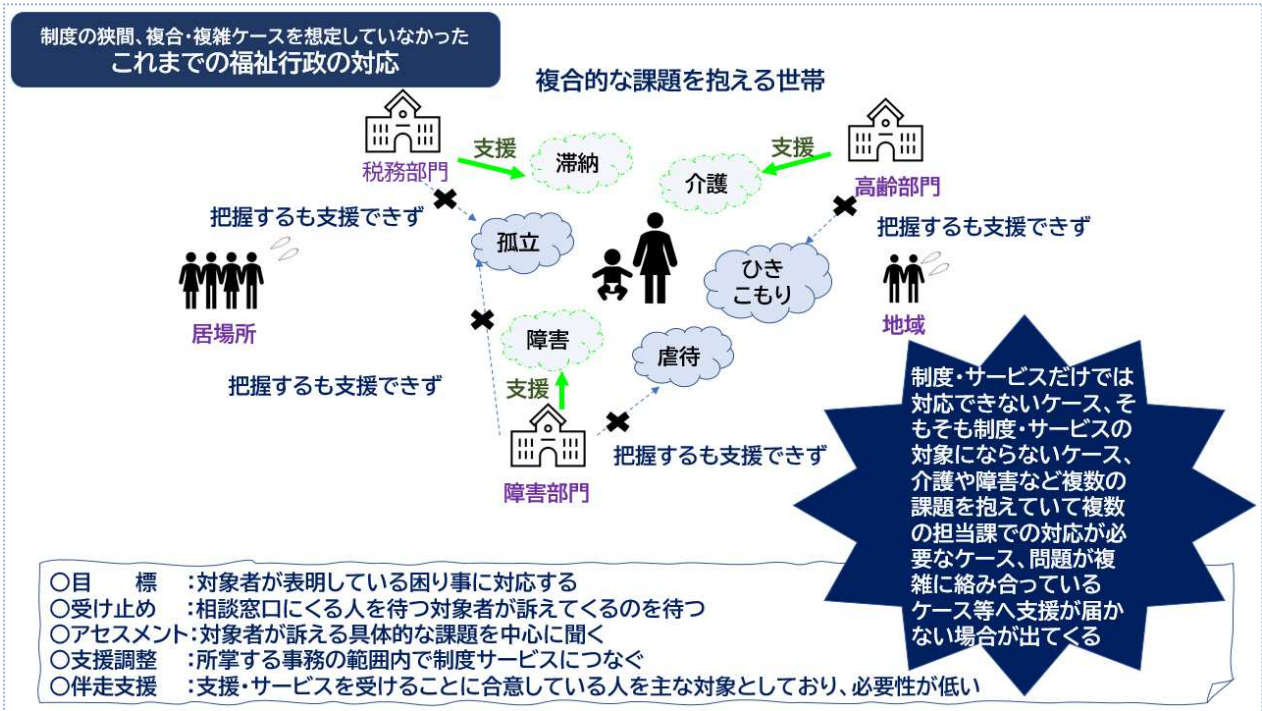 制度の狭間、複合・複雑ケースを想定していなかった
これまでの福祉行政の対応
複合的な課題を抱える世帯
支援
滞納
税務部門
支援
介護
高齢部門
把握するも支援できず
孤立
ひき
こもり
把握するも支援できず
居場所
地域
障害
虐待
把握するも支援できず
支援
把握するも支援できず
障害部門
制度・サービスだけでは
対応できないケース、そ
もそも制度・サービスの
対象にならないケース、
介護や障害など複数の
課題を抱えていて複数
の担当課での対応が必
要なケース、問題が複
雑に絡み合っている
ケース等へ支援が届か
ない場合が出てくる
○目　　標　：対象者が表明している困り事に対応する
○受け止め　：相談窓口にくる人を待つ対象者が訴えてくるのを待つ
○アセスメント：対象者が訴える具体的な課題を中心に聞く
○支援調整　：所掌する事務の範囲内で制度サービスにつなぐ
○伴走支援　：支援・サービスを受けることに合意している人を主な対象としており、必要性が低い